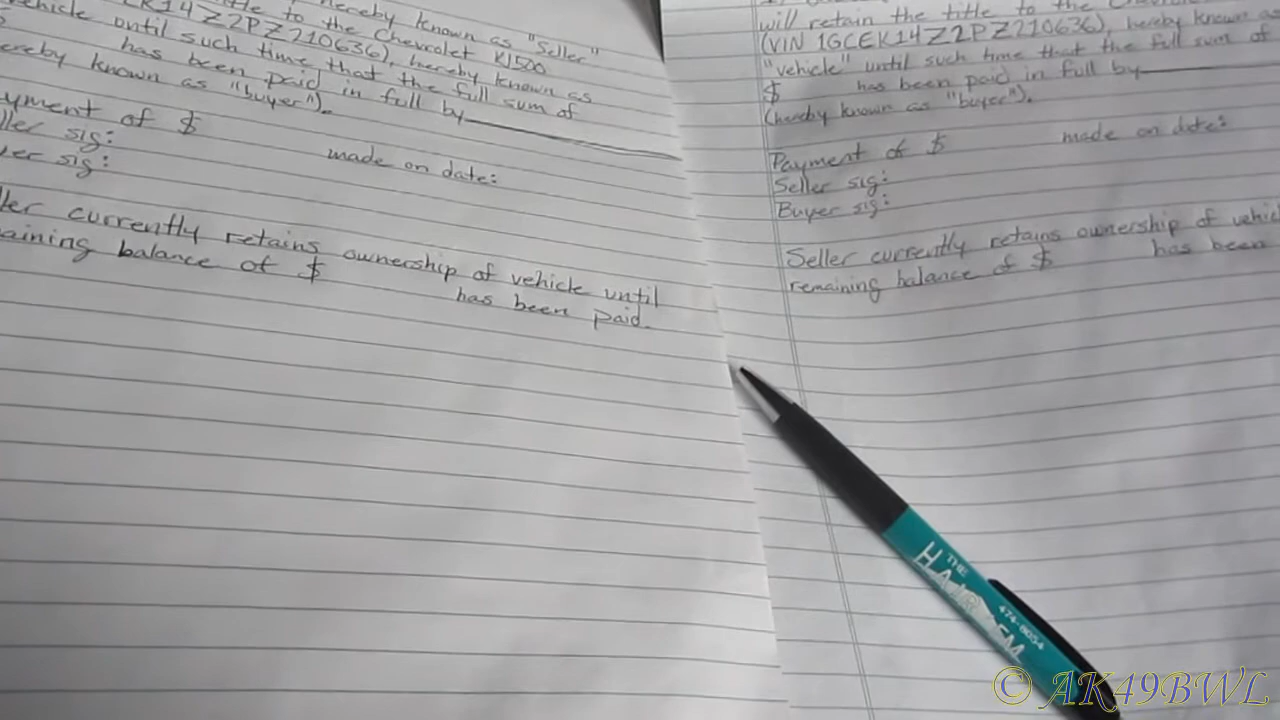 hereby known as "Seller"
title to the Chevrolet K1500
CK14Z2PZ210636), hereby known as
vehicle until such time that the full sum of
has been paid in full by
hereby known as "buyer").
yment of $ made on date:
ller sig:
yer sig:
ller currently retains ownership of vehicle until
maining balance of $ has been paid.
will retain the title to the Chevrolet
(VIN 1GCEK14Z2PZ210636), hereby known as
"vehicle" until such time that the full sum of
$ has been paid in full by
(hereby known as "buyer").
Payment of $ made on date:
Seller sig:
Buyer sig:
Seller currently retains ownership of vehic
remaining balance of $ has been
THE
474-8054
© AK49BWL